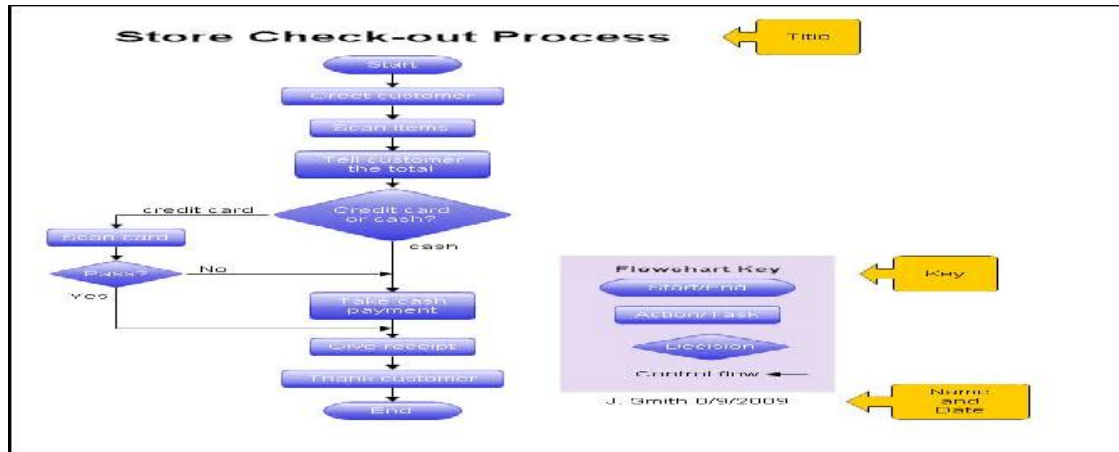 Store Check-out Process
Title
Start
Greet customer
Scan items
Tell customer
the total
Credit card
or cash?
credit card
cash
Scan card
Pass?
No
Yes
Take cash
payment
Give receipt
Thank customer
End
Flowchart Key
Start/End
Action/Task
Decision
Control flow
Key
J. Smith
Name
and
Date